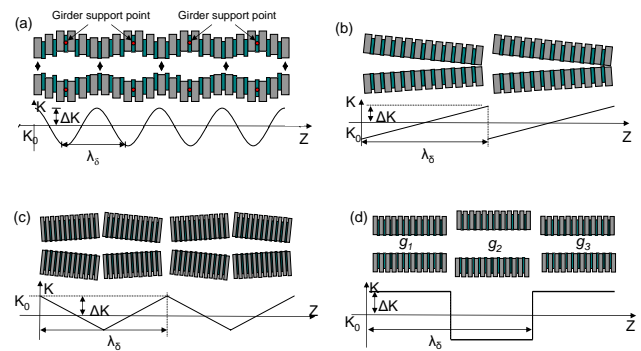 (a)
Girder support point
Girder support point
K
ΔK
K₀
Z
λδ
(b)
K
ΔK
K₀
Z
λδ
(c)
K
K₀
ΔK
Z
λδ
(d)
g₁
g₂
g₃
K
ΔK
K₀
Z
λδ